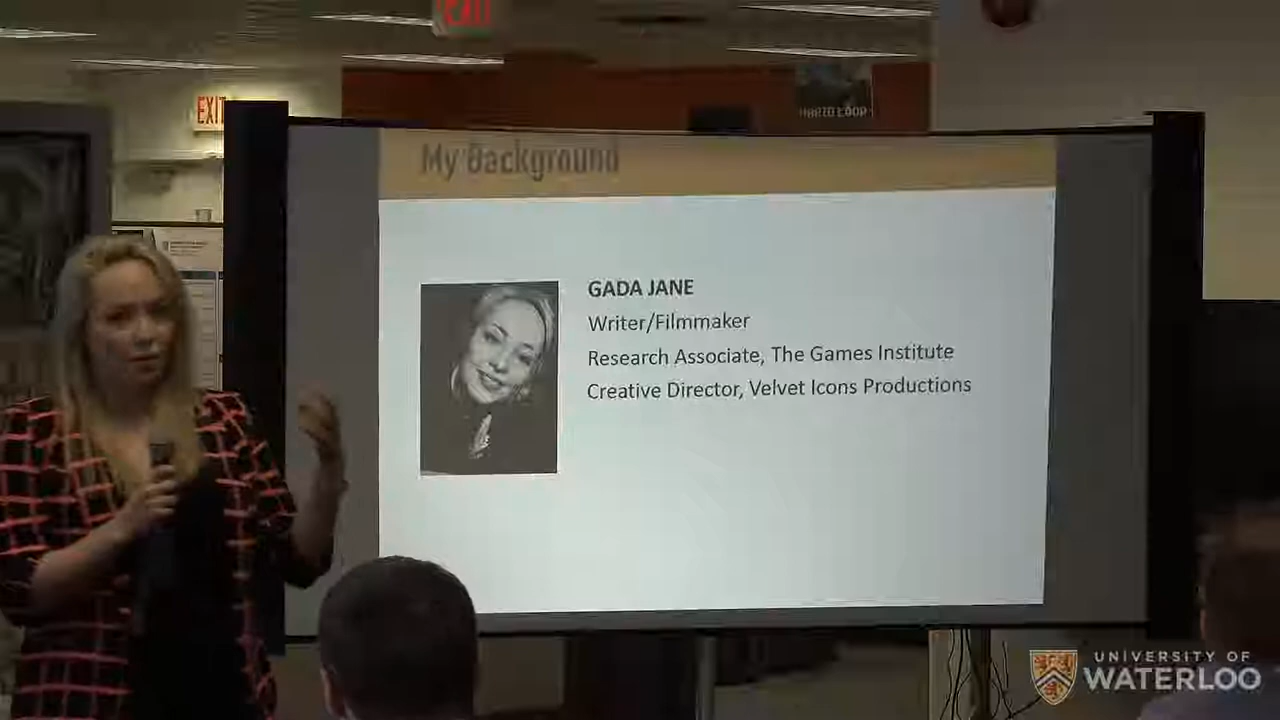 EXIT
EXIT
My Background
GADA JANE
Writer/Filmmaker
Research Associate, The Games Institute
Creative Director, Velvet Icons Productions
UNIVERSITY OF
WATERLOO